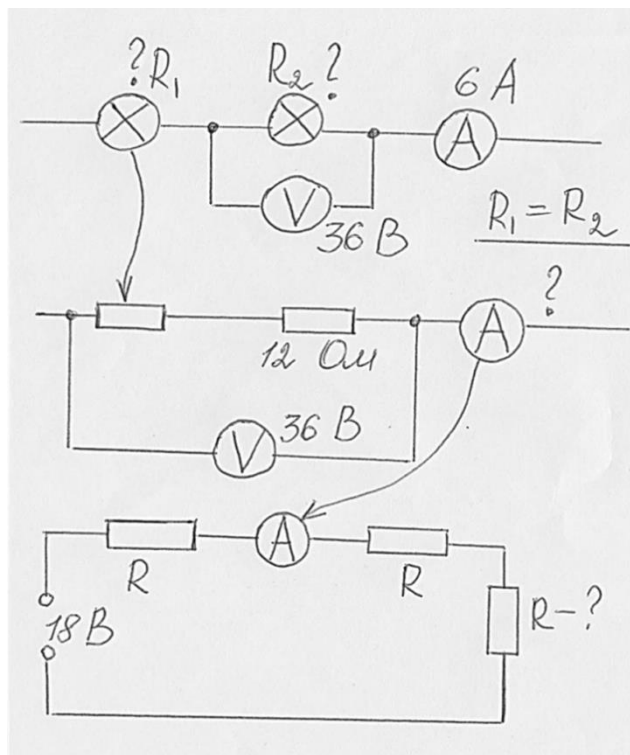 ? R₁ R₂ ? 6 A
A
V
36 В
R₁ = R₂
?
12 Ом A
36 В
V
A
R R
18 В R - ?